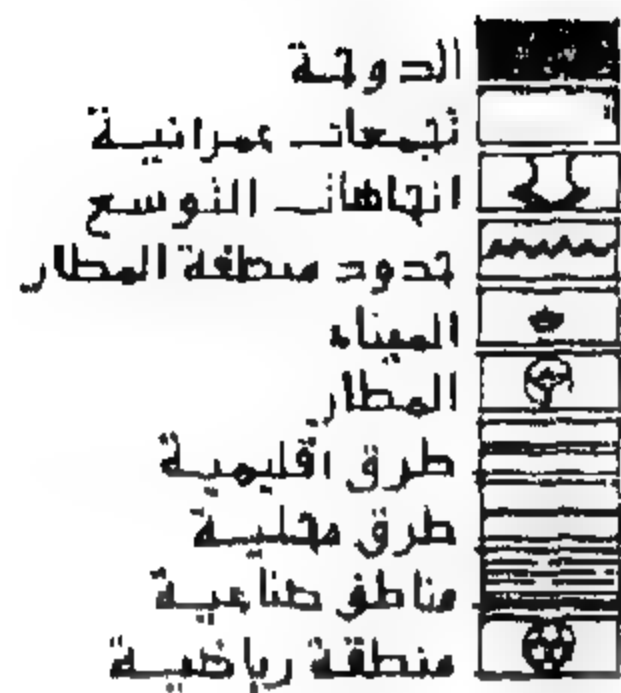 الدوحة
تجمعات عمرانية
اتجاهات التوسع
حدود منطقة المطار
الميناء
المطار
طرق اقليمية
طرق محلية
مناطق صناعية
منطقة رياضية